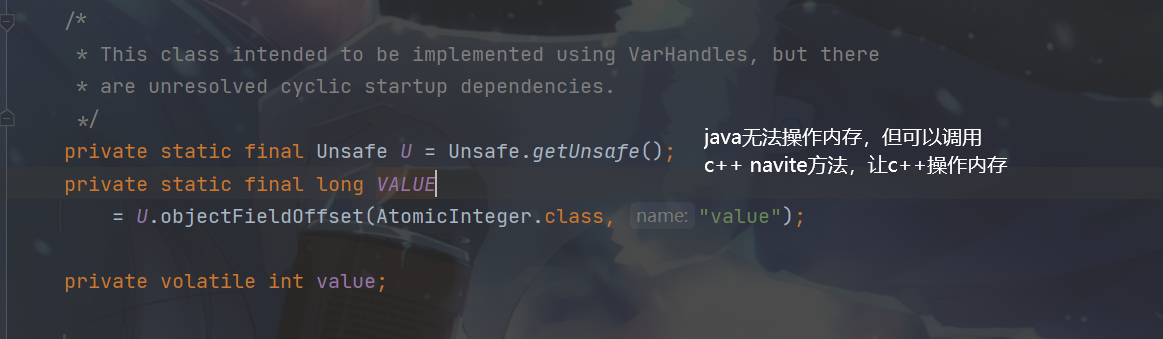 /*
* This class intended to be implemented using VarHandles, but there
* are unresolved cyclic startup dependencies.
*/
private static final Unsafe U = Unsafe.getUnsafe();
java无法操作内存，但可以调用
c++ navite方法，让c++操作内存
private static final long VALUE
= U.objectFieldOffset(AtomicInteger.class, name: "value");
private volatile int value;